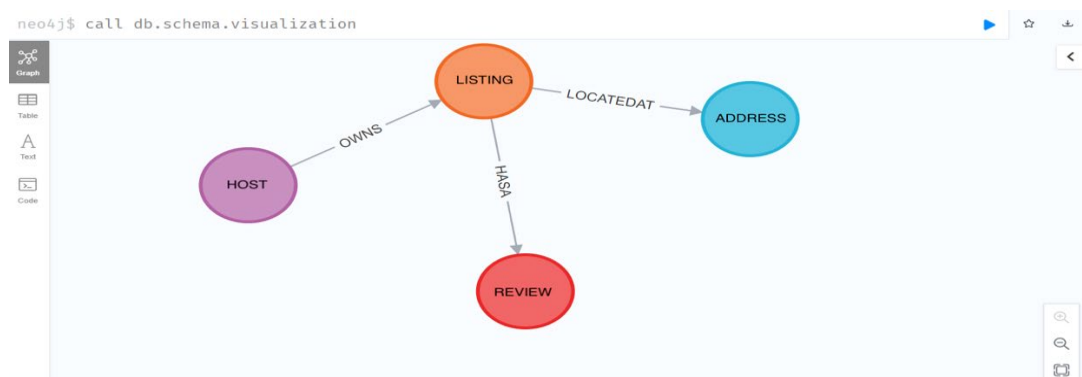 neo4j$ call db.schema.visualization
Graph
Table
Text
Code
LISTING
LOCATEDAT
ADDRESS
OWNS
HOST
HASA
REVIEW